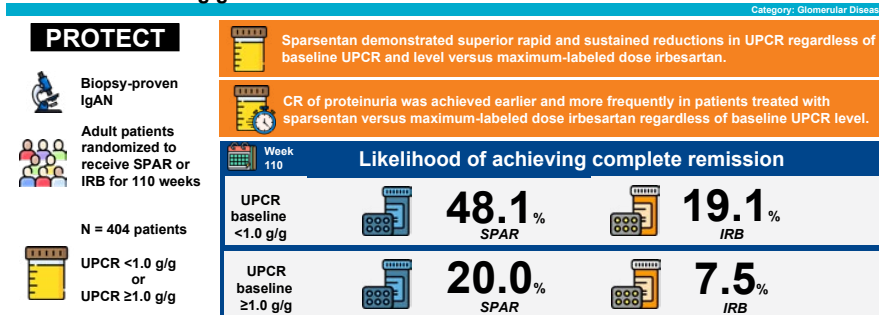 Category: Glomerular Diseas
PROTECT
Biopsy-proven
IgAN
Adult patients
randomized to
receive SPAR or
IRB for 110 weeks
N = 404 patients
UPCR <1.0 g/g
or
UPCR ≥1.0 g/g
Sparsentan demonstrated superior rapid and sustained reductions in UPCR regardless of
baseline UPCR and level versus maximum-labeled dose irbesartan.
CR of proteinuria was achieved earlier and more frequently in patients treated with
sparsentan versus maximum-labeled dose irbesartan regardless of baseline UPCR level.
Week
110
Likelihood of achieving complete remission
UPCR
baseline
<1.0 g/g
48.1%
SPAR
19.1%
IRB
UPCR
baseline
≥1.0 g/g
20.0%
SPAR
7.5%
IRB